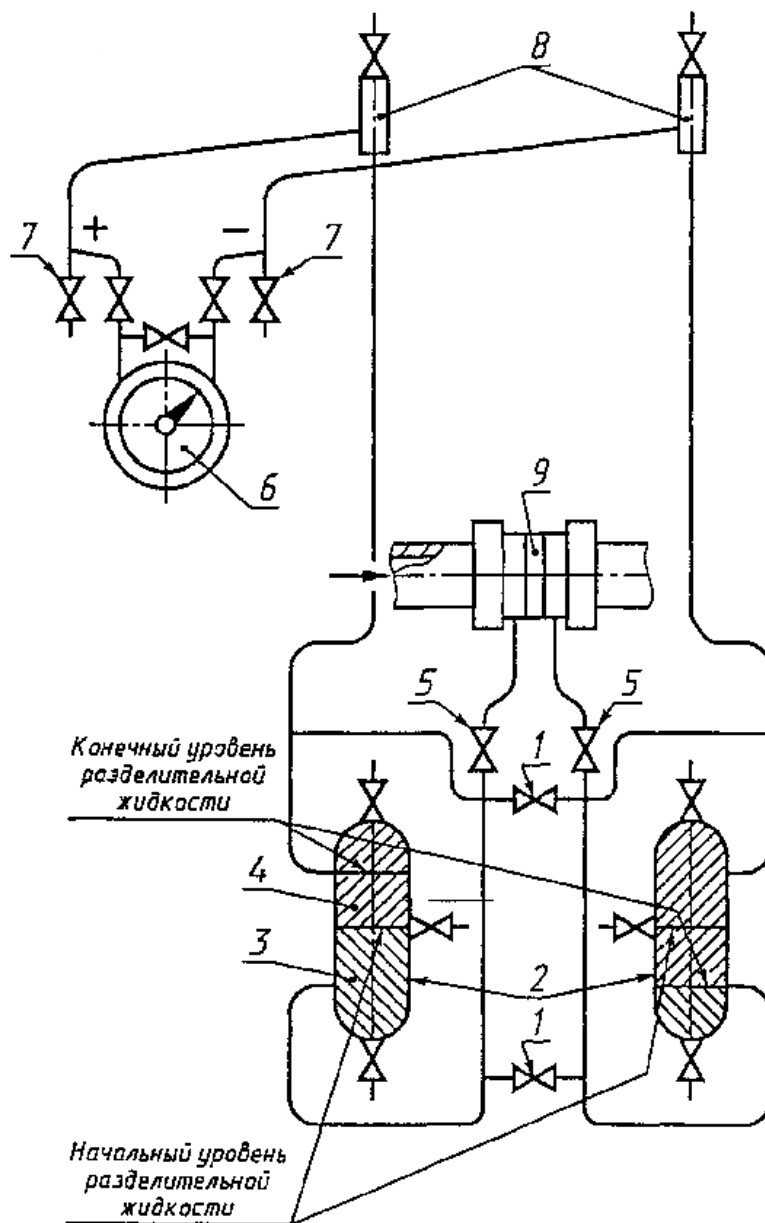 8
7
+
−
7
6
9
5
5
1
Конечный уровень
разделительной
жидкости
4
3
2
1
Начальный уровень
разделительной
жидкости